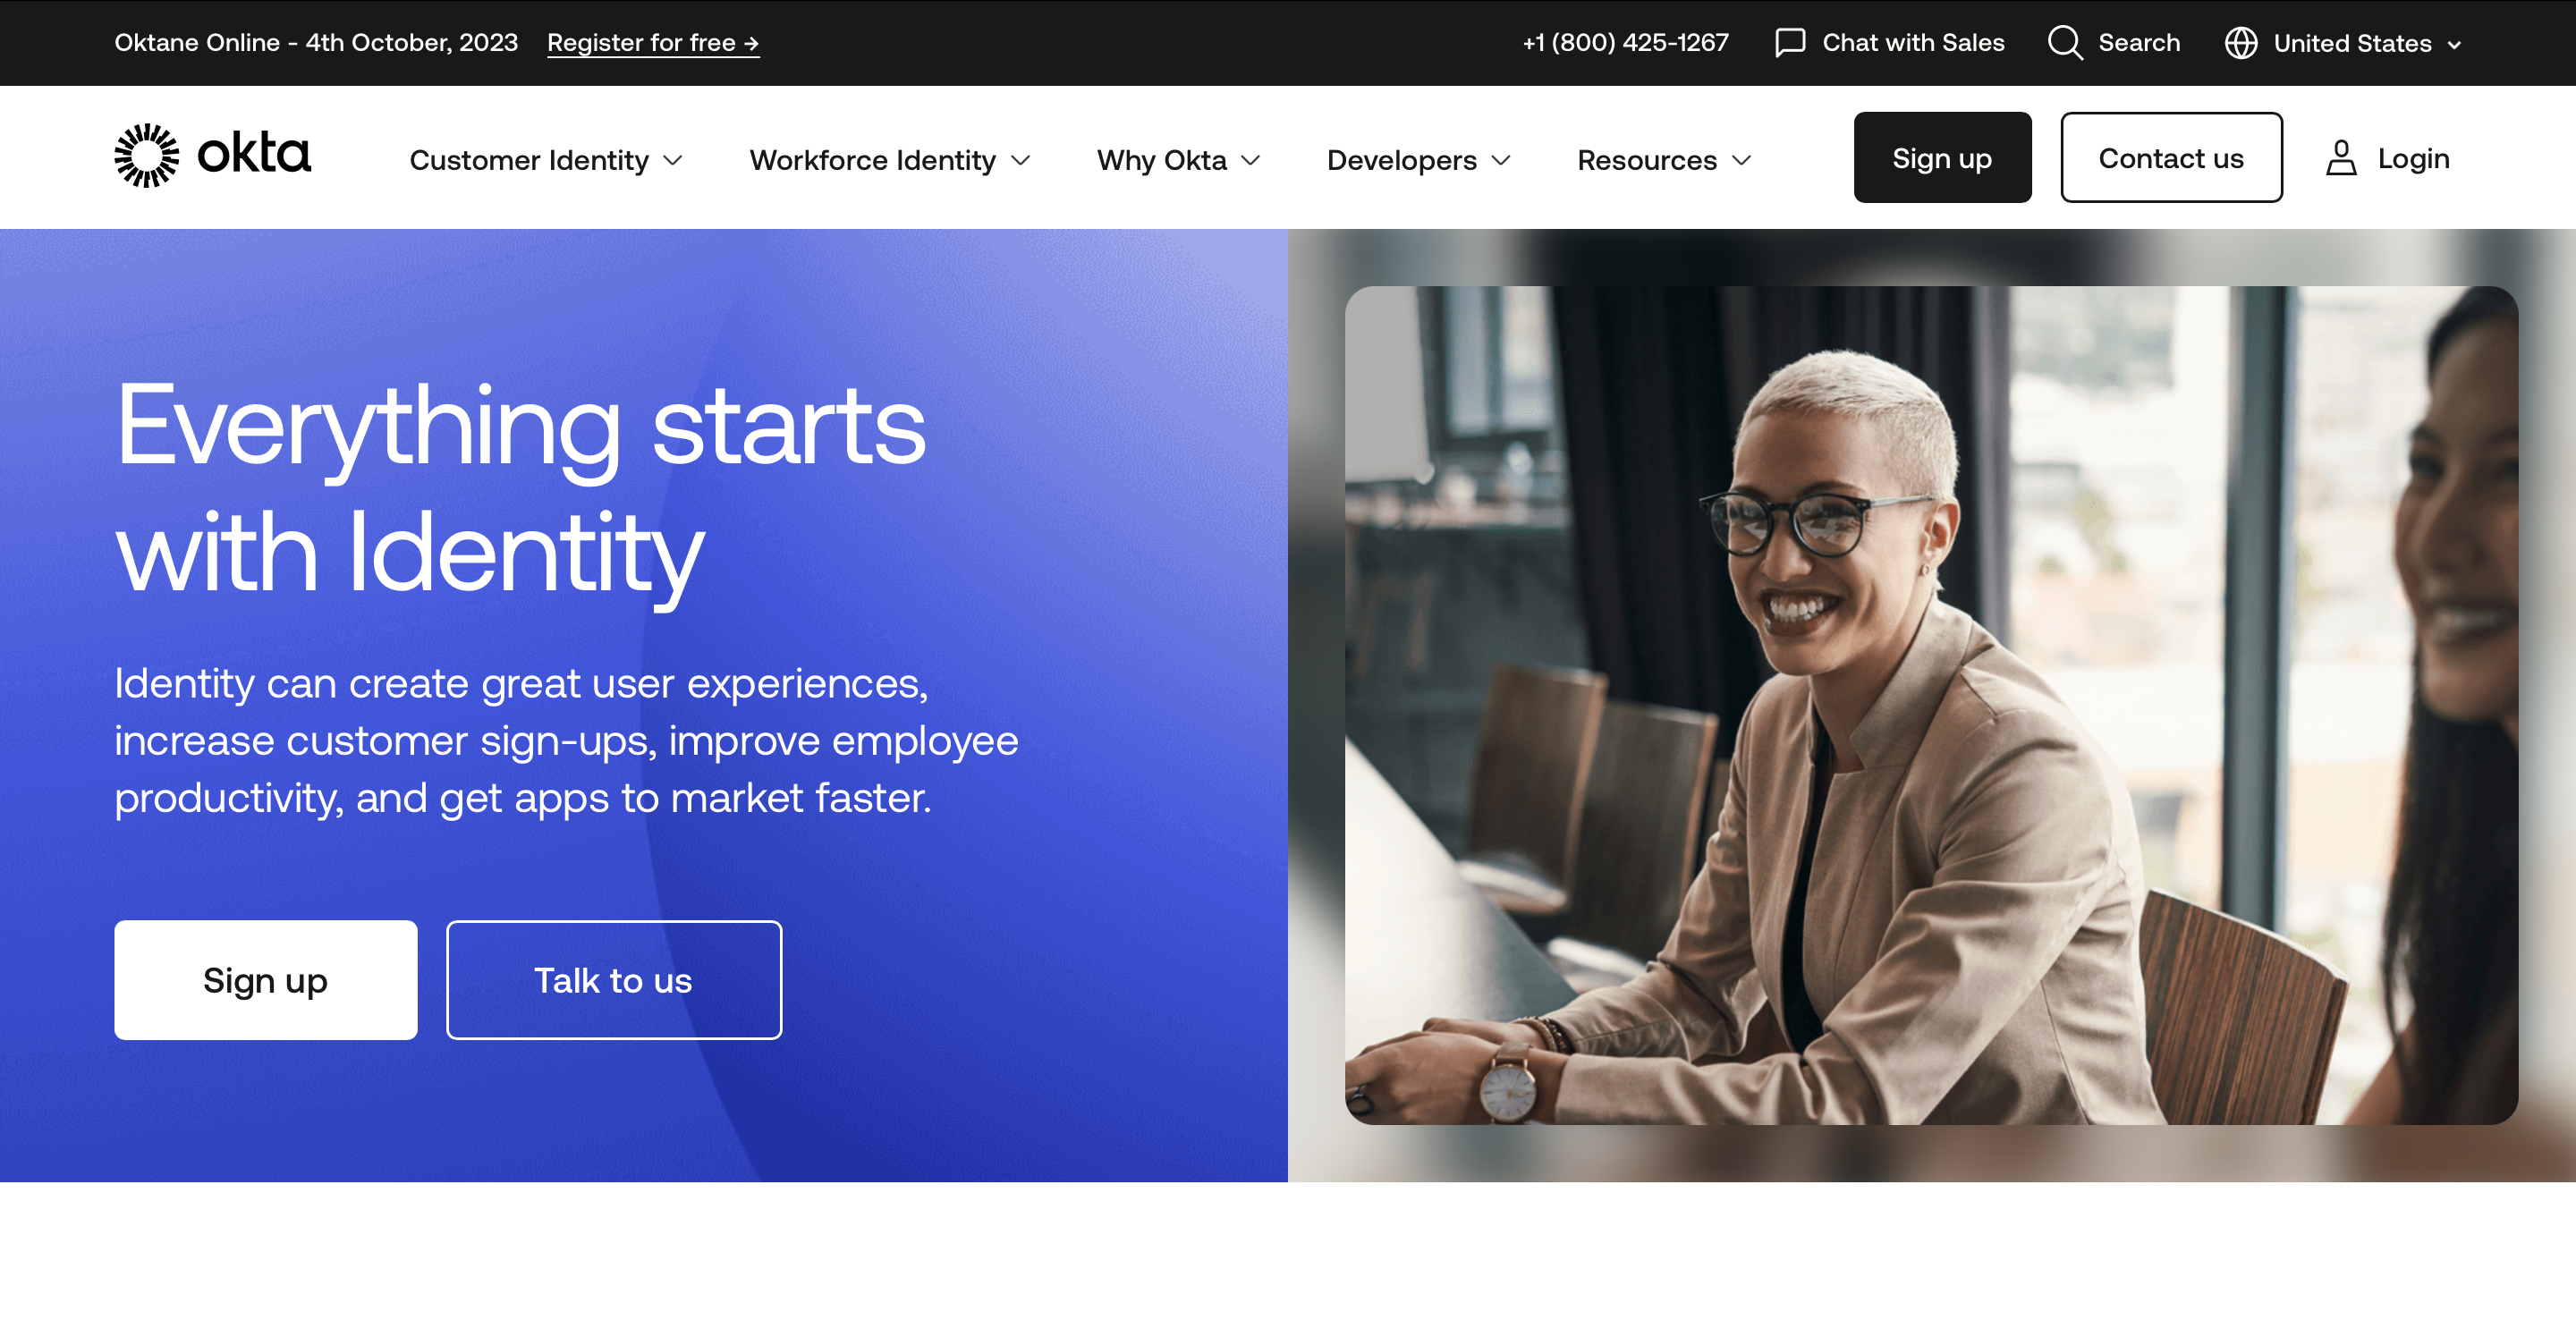 Oktane Online - 4th October, 2023 Register for free →
+1 (800) 425-1267 Chat with Sales Search United States
okta Customer Identity Workforce Identity Why Okta Developers Resources Sign up Contact us Login
Everything starts
with Identity
Identity can create great user experiences,
increase customer sign-ups, improve employee
productivity, and get apps to market faster.
Sign up Talk to us